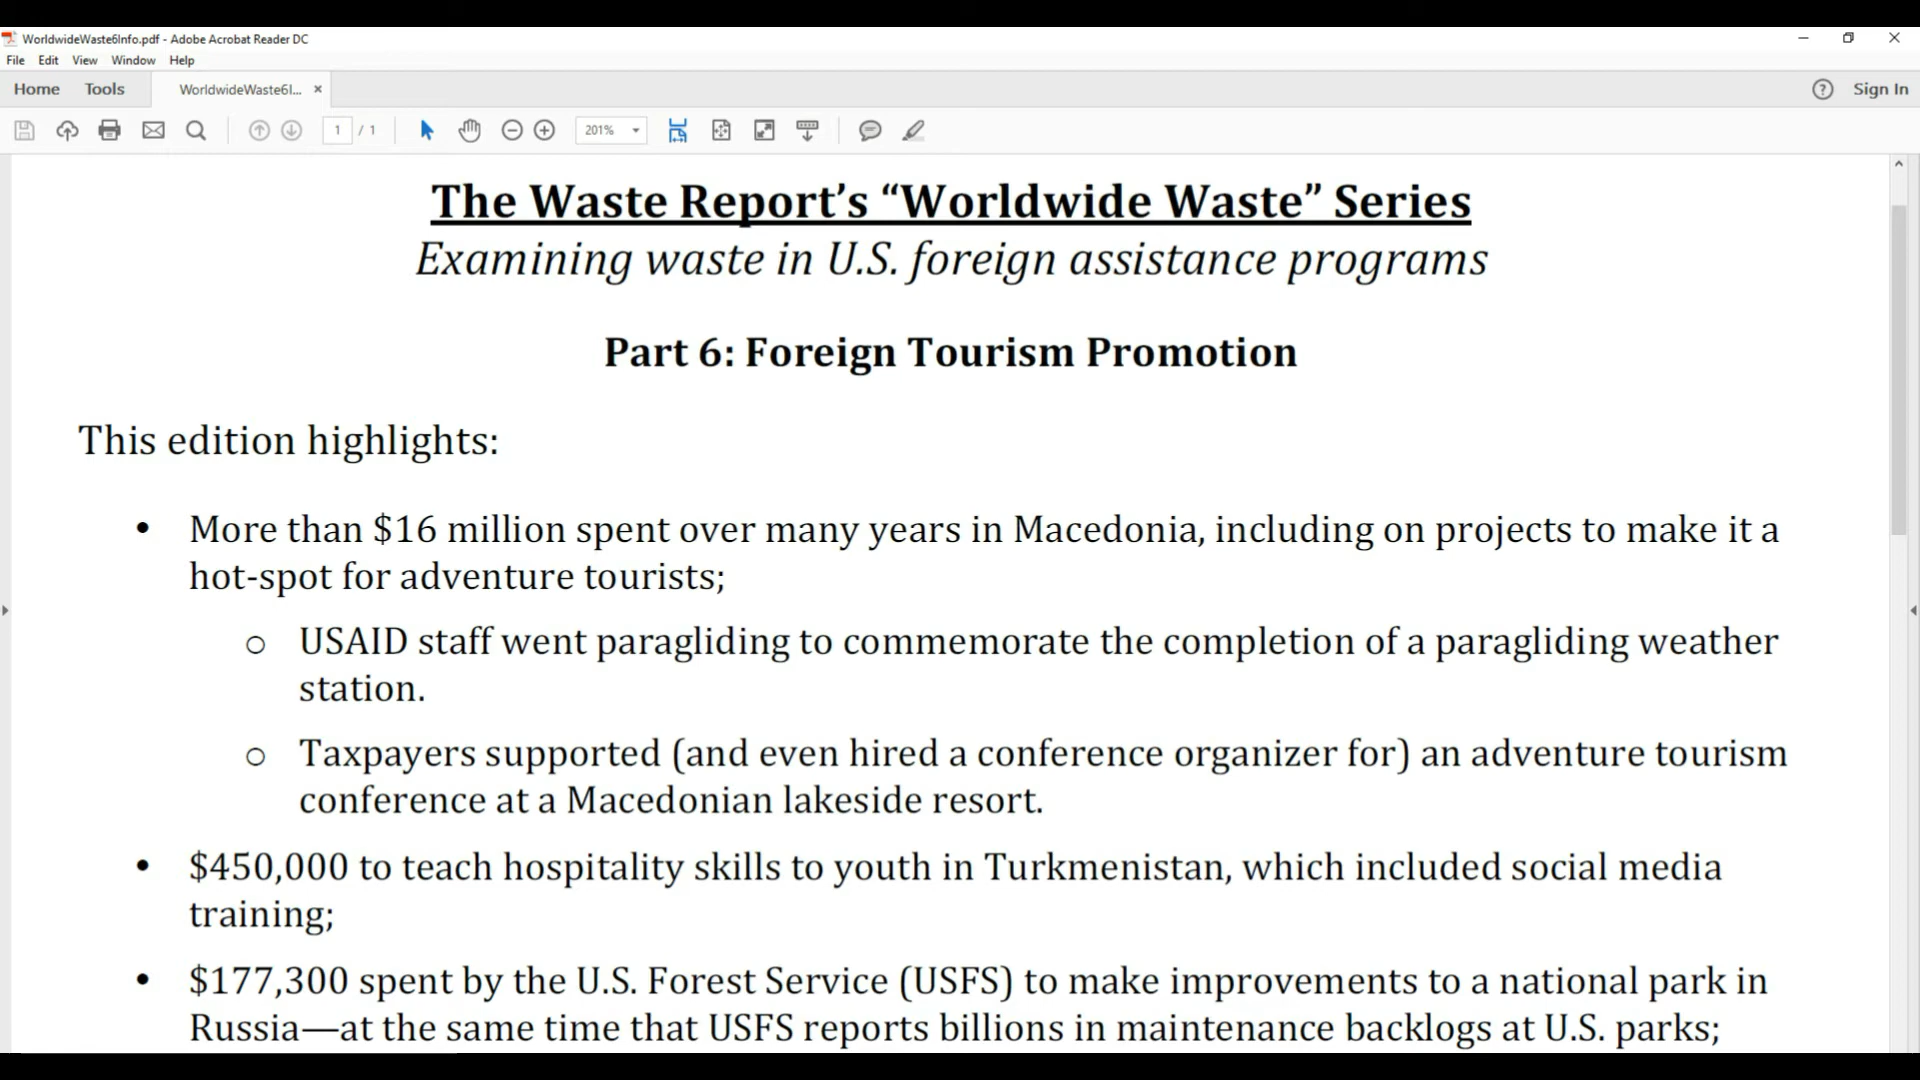 WorldwideWaste6Info.pdf - Adobe Acrobat Reader DC
File Edit View Window Help
Home Tools WorldwideWaste6I... × Sign In
1 / 1 201%
The Waste Report’s “Worldwide Waste” Series
Examining waste in U.S. foreign assistance programs
Part 6: Foreign Tourism Promotion
This edition highlights:
• More than $16 million spent over many years in Macedonia, including on projects to make it a
hot-spot for adventure tourists;
o USAID staff went paragliding to commemorate the completion of a paragliding weather
station.
o Taxpayers supported (and even hired a conference organizer for) an adventure tourism
conference at a Macedonian lakeside resort.
• $450,000 to teach hospitality skills to youth in Turkmenistan, which included social media
training;
• $177,300 spent by the U.S. Forest Service (USFS) to make improvements to a national park in
Russia—at the same time that USFS reports billions in maintenance backlogs at U.S. parks;